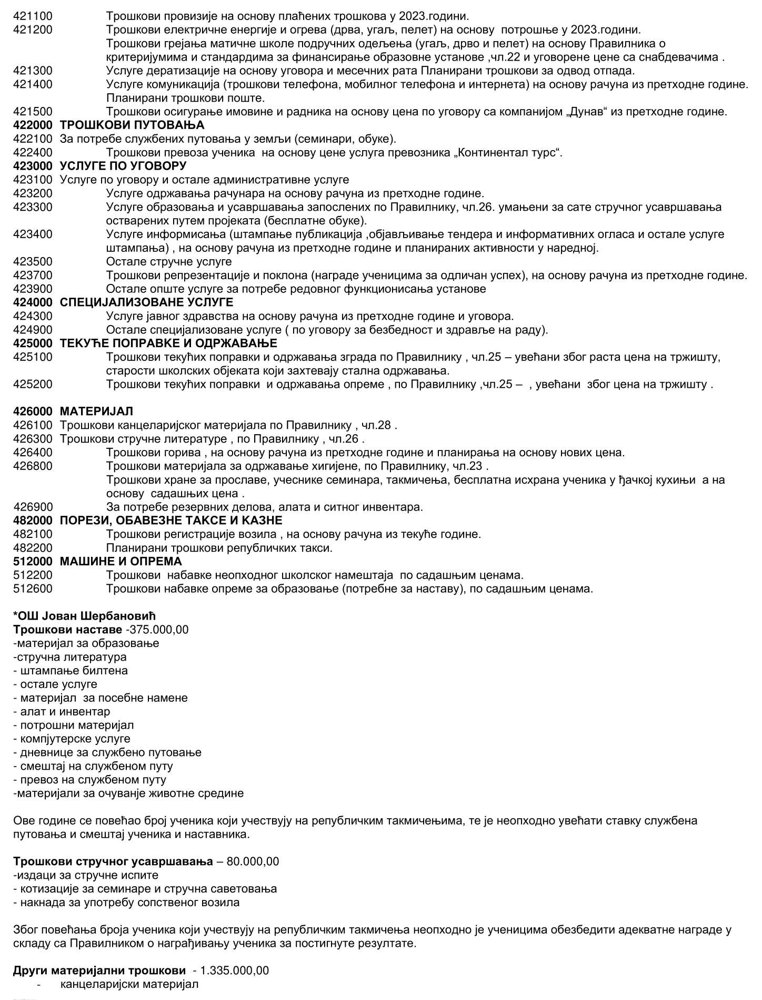 421100 Трошкови провизије на основу плаћених трошкова у 2023.години.
421200 Трошкови електричне енергије и огрева (дрва, угаљ, пелет) на основу потрошње у 2023.години.
Трошкови грејања матичне школе подручних одељења (угаљ, дрво и пелет) на основу Правилника о
критеријумима и стандардима за финансирање образовне установе ,чл.22 и уговорене цене са снабдевачима .
421300 Услуге дератизације на основу уговора и месечних рата Планирани трошкови за одвод отпада.
421400 Услуге комуникација (трошкови телефона, мобилног телефона и интернета) на основу рачуна из претходне године.
Планирани трошкови поште.
421500 Трошкови осигурање имовине и радника на основу цена по уговору са компанијом „Дунав“ из претходне године.
422000 ТРОШКОВИ ПУТОВАЊА
422100 За потребе службених путовања у земљи (семинари, обуке).
422400 Трошкови превоза ученика на основу цене услуга превозника „Континентал турс“.
423000 УСЛУГЕ ПО УГОВОРУ
423100 Услуге по уговору и остале административне услуге
423200 Услуге одржавања рачунара на основу рачуна из претходне године.
423300 Услуге образовања и усавршавања запослених по Правилнику, чл.26. умањени за сате стручног усавршавања
остварених путем пројеката (бесплатне обуке).
423400 Услуге информисања (штампање публикација ,објављивање тендера и информативних огласа и остале услуге
штампања) , на основу рачуна из претходне године и планираних активности у наредној.
423500 Остале стручне услуге
423700 Трошкови репрезентације и поклона (награде ученицима за одличан успех), на основу рачуна из претходне године.
423900 Остале опште услуге за потребе редовног функционисања установе
424000 СПЕЦИЈАЛИЗОВАНЕ УСЛУГЕ
424300 Услуге јавног здравства на основу рачуна из претходне године и уговора.
424900 Остале специјализоване услуге ( по уговору за безбедност и здравље на раду).
425000 ТЕКУЋЕ ПОПРАВКЕ И ОДРЖАВАЊЕ
425100 Трошкови текућих поправки и одржавања зграда по Правилнику , чл.25 – увећани због раста цена на тржишту,
старости школских објеката који захтевају стална одржавања.
425200 Трошкови текућих поправки и одржавања опреме , по Правилнику ,чл.25 – , увећани због цена на тржишту .
426000 МАТЕРИЈАЛ
426100 Трошкови канцеларијског материјала по Правилнику , чл.28 .
426300 Трошкови стручне литературе , по Правилнику , чл.26 .
426400 Трошкови горива , на основу рачуна из претходне године и планирања на основу нових цена.
426800 Трошкови материјала за одржавање хигијене, по Правилнику, чл.23 .
Трошкови хране за прославе, учеснике семинара, такмичења, бесплатна исхрана ученика у ђачкој кухињи а на
основу садашњих цена .
426900 За потребе резервних делова, алата и ситног инвентара.
482000 ПОРЕЗИ, ОБАВЕЗНЕ ТАКСЕ И КАЗНЕ
482100 Трошкови регистрације возила , на основу рачуна из текуће године.
482200 Планирани трошкови републичких такси.
512000 МАШИНЕ И ОПРЕМА
512200 Трошкови набавке неопходног школског намештаја по садашњим ценама.
512600 Трошкови набавке опреме за образовање (потребне за наставу), по садашњим ценама.
*ОШ Јован Шербановић
Трошкови наставе -375.000,00
-материјал за образовање
-стручна литература
- штампање билтена
- остале услуге
- материјал за посебне намене
- алат и инвентар
- потрошни материјал
- компјутерске услуге
- дневнице за службено путовање
- смештај на службеном путу
- превоз на службеном путу
-материјали за очуванје животне средине
Ове године се повећао број ученика који учествују на републичким такмичењима, те је неопходно увећати ставку службена
путовања и смештај ученика и наставника.
Трошкови стручног усавршавања – 80.000,00
-издаци за стручне испите
- котизације за семинаре и стручна саветовања
- накнада за употребу сопственог возила
Због повећања броја ученика који учествују на републичким такмичења неопходно је ученицима обезбедити адекватне награде у
складу са Правилником о награђивању ученика за постигнуте резултате.
Други материјални трошкови - 1.335.000,00
- канцеларијски материјал